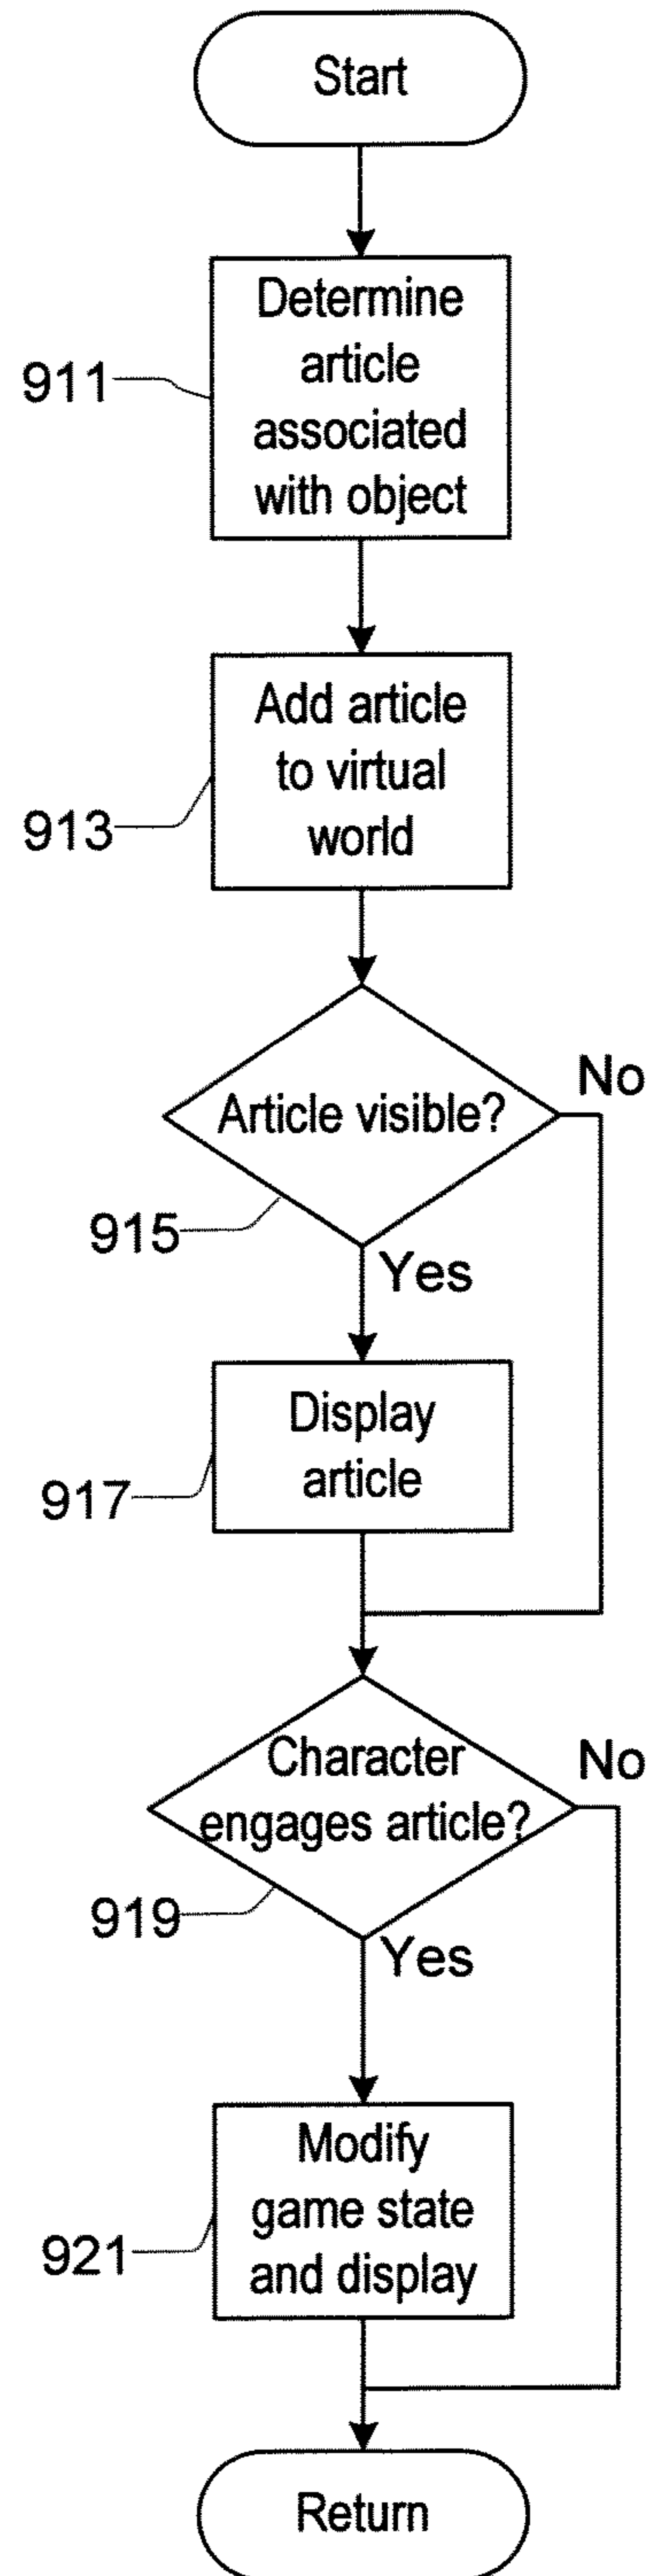 Start
Determine
article
associated
with object
911
Add article
to virtual
world
913
No
Article visible?
915
Yes
Display
article
917
Character
engages article?
No
919
Yes
Modify
game state
and display
921
Return